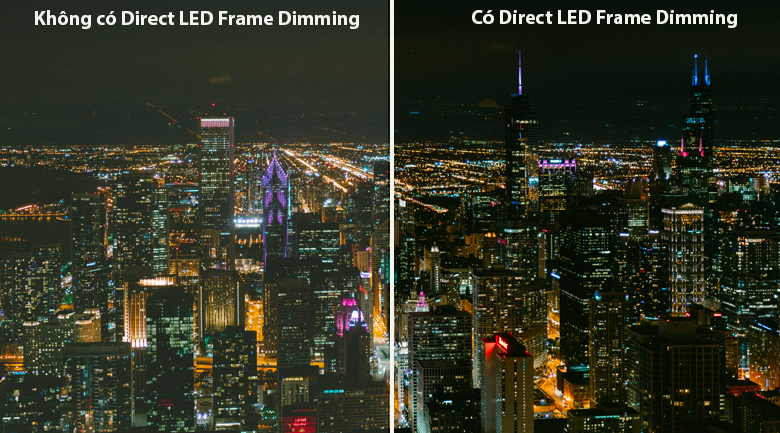 Không có Direct LED Frame Dimming
Có Direct LED Frame Dimming